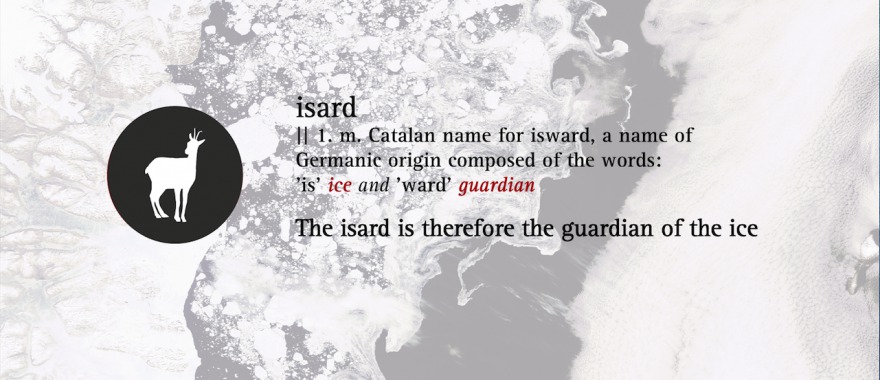 isard
|| 1. m. Catalan name for isward, a name of
Germanic origin composed of the words:
’is’ ice and ’ward’ guardian
The isard is therefore the guardian of the ice